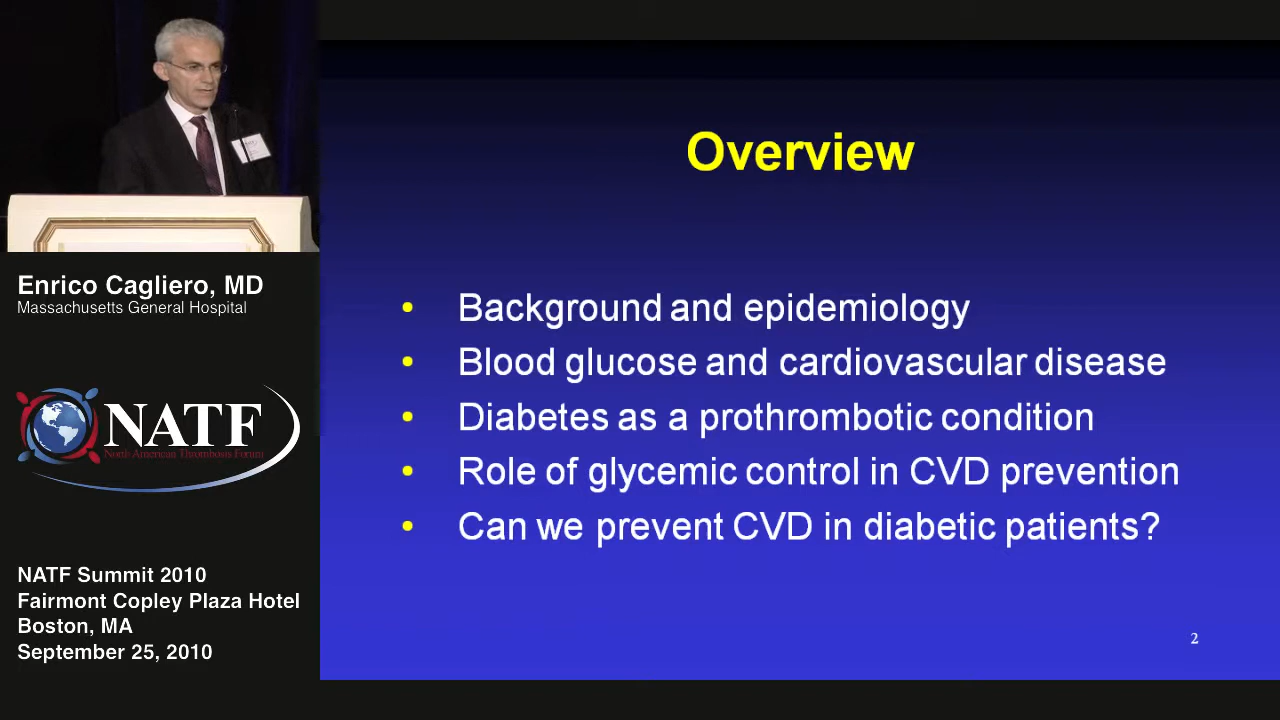 Overview
• Background and epidemiology
• Blood glucose and cardiovascular disease
• Diabetes as a prothrombotic condition
• Role of glycemic control in CVD prevention
• Can we prevent CVD in diabetic patients?
2
Enrico Cagliero, MD
Massachusetts General Hospital
NATF
North American Thrombosis Forum
NATF Summit 2010
Fairmont Copley Plaza Hotel
Boston, MA
September 25, 2010